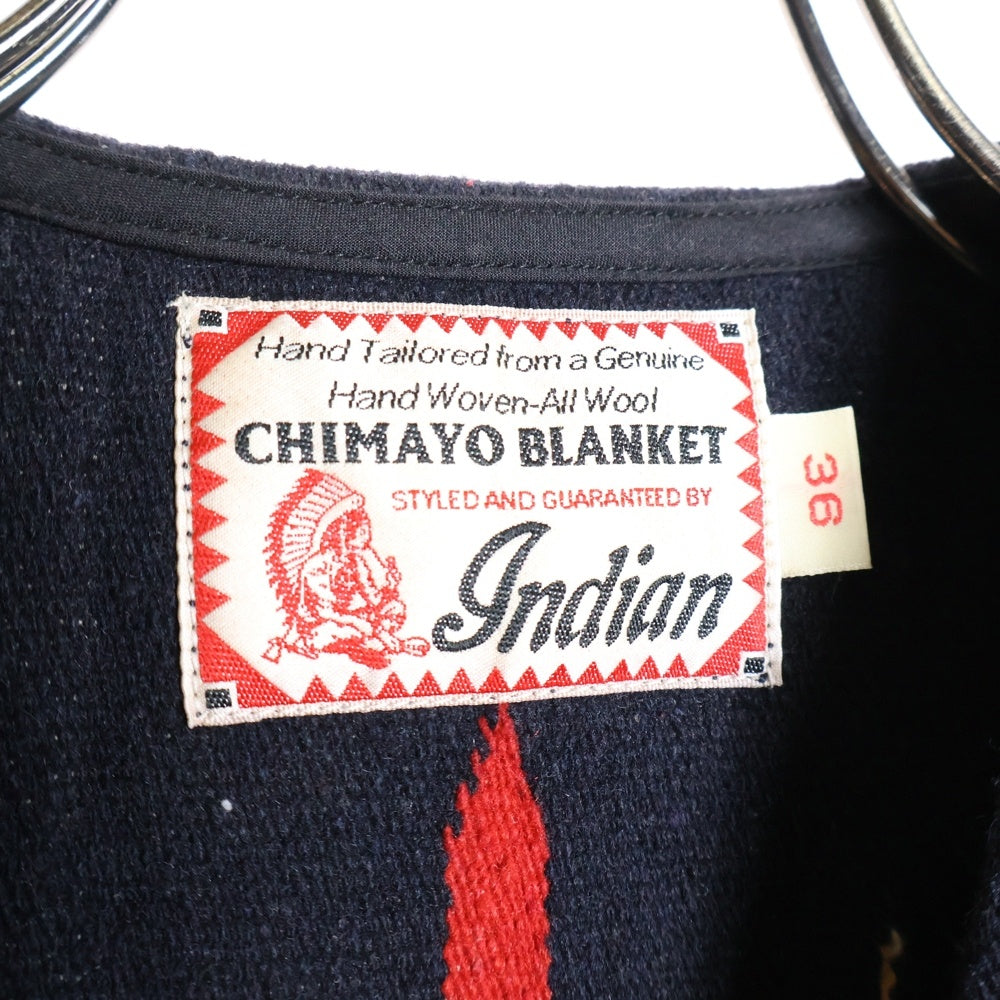 Hand Tailored from a Genuine
Hand Woven-All Wool
CHIMAYO BLANKET
STYLED AND GUARANTEED BY
Indian
36